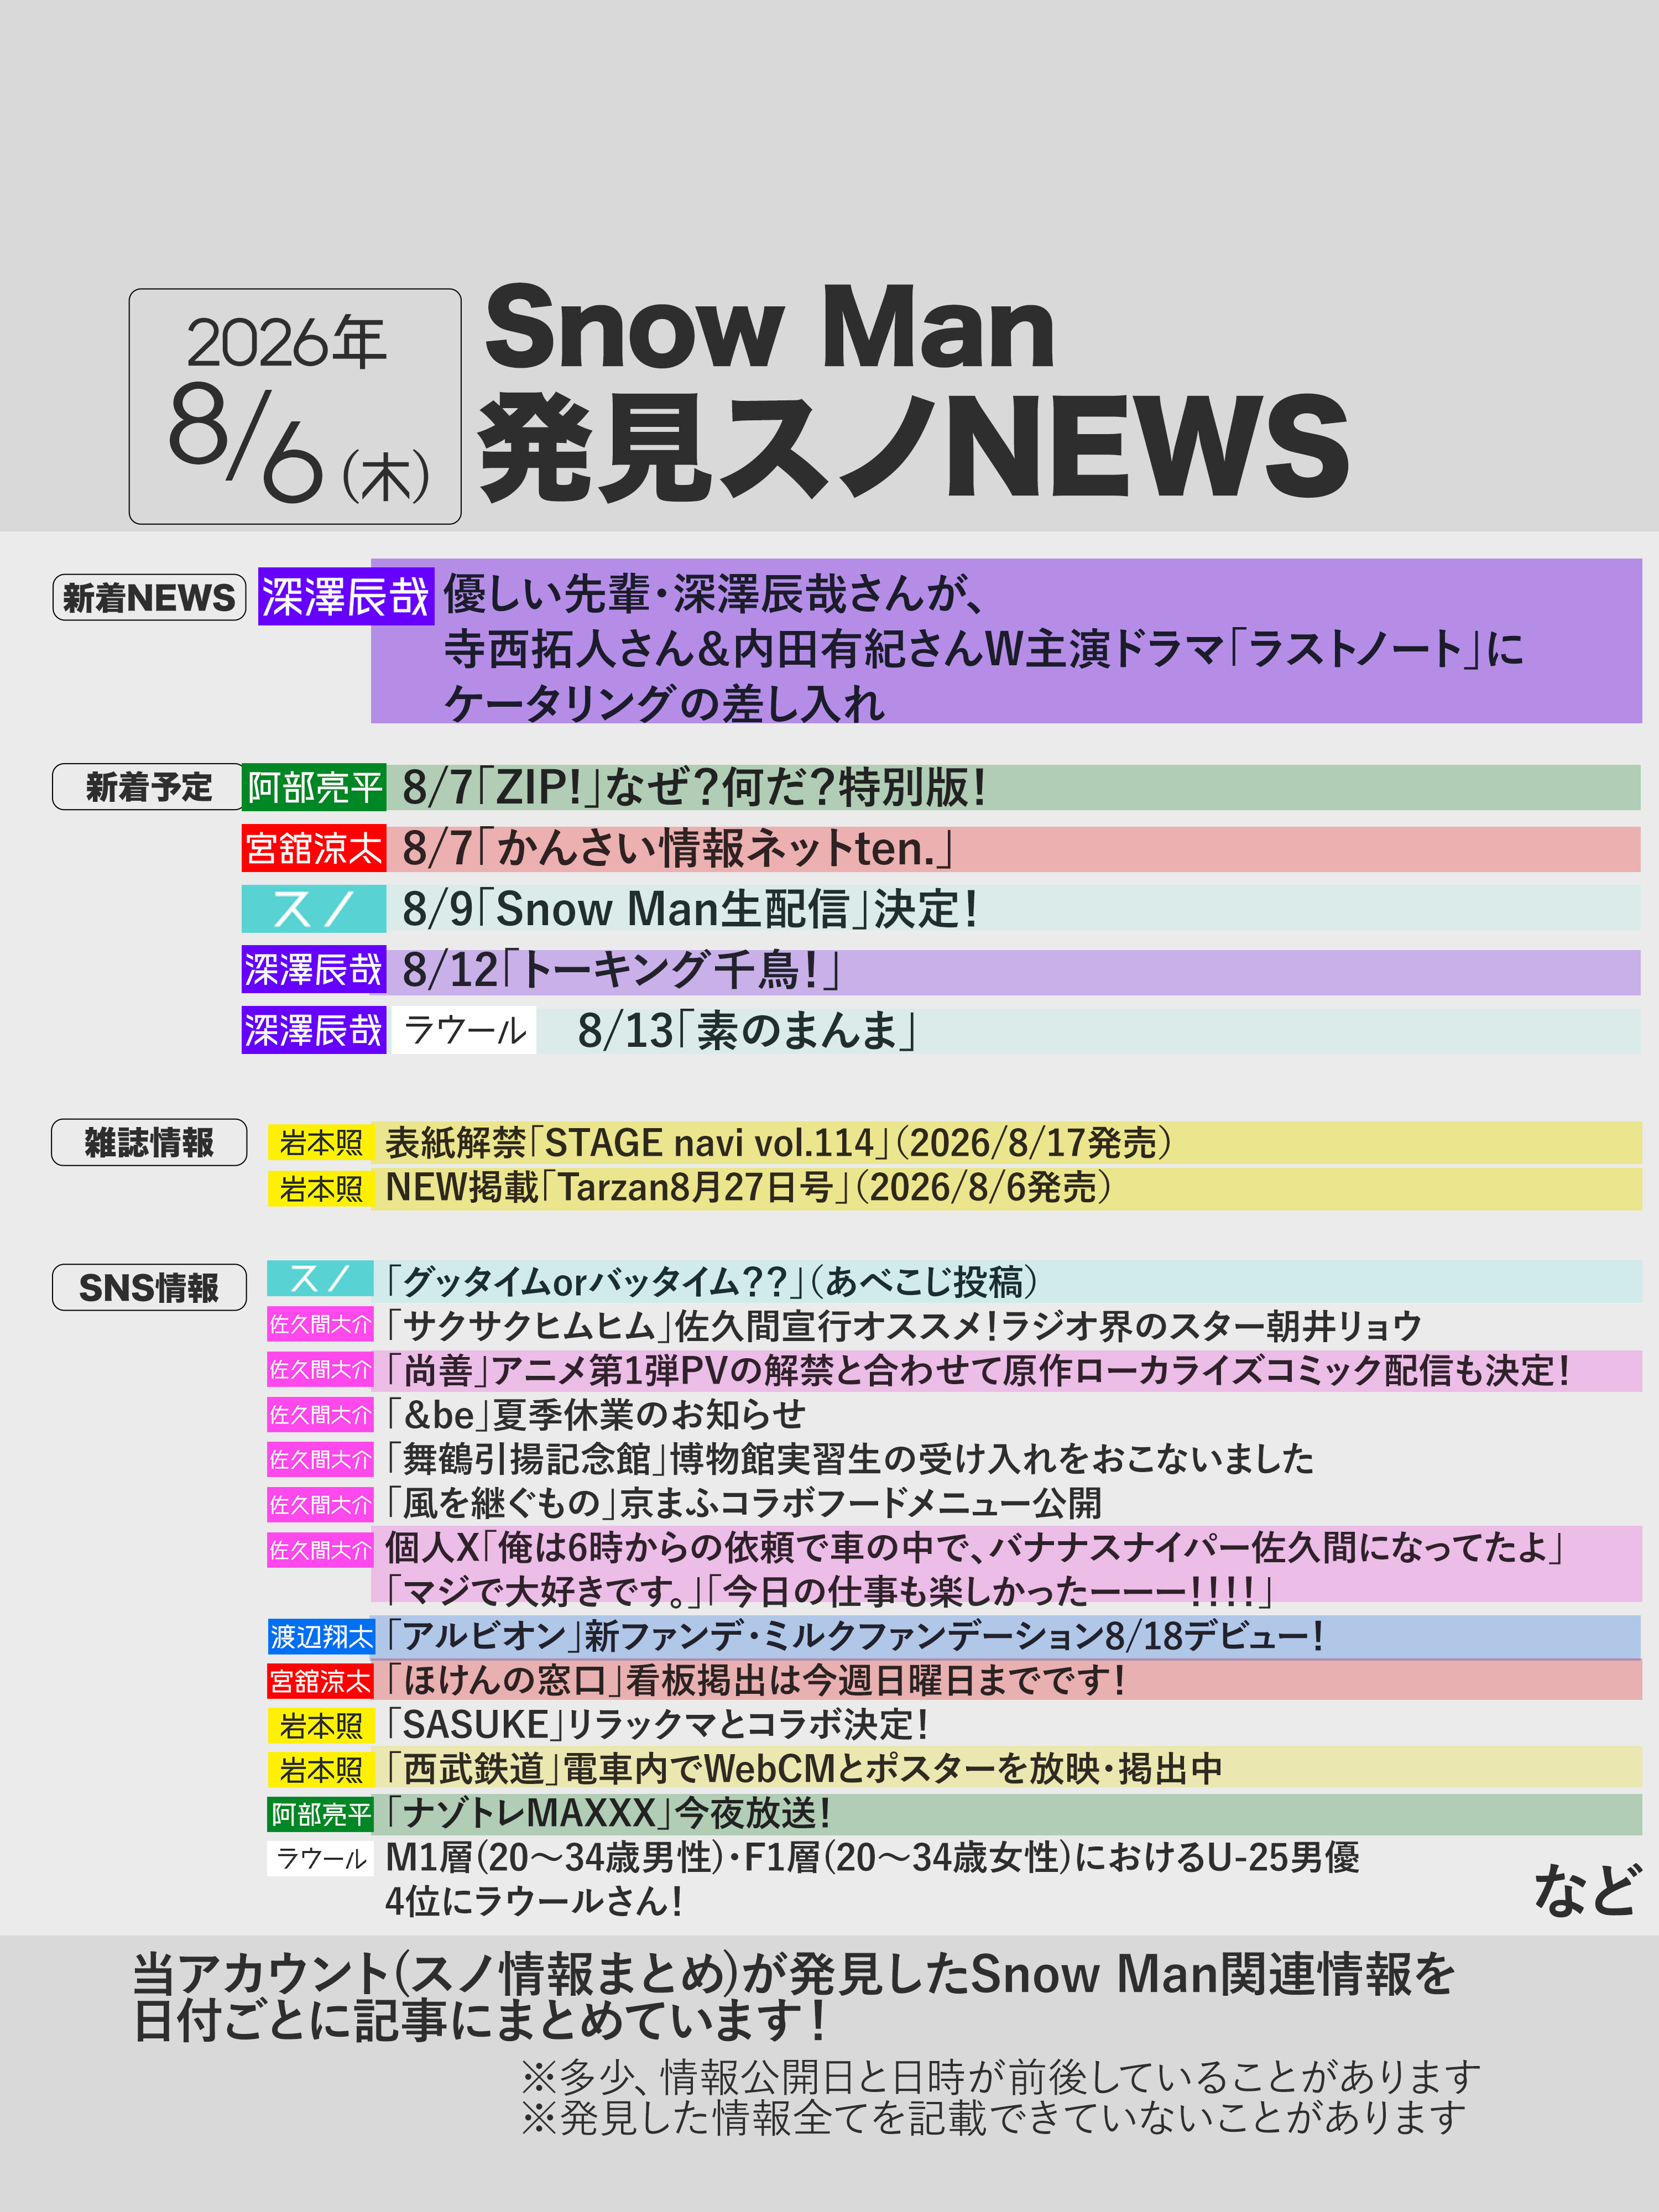 2026年
8/6(木)
Snow Man
発見スノNEWS
新着NEWS
深澤辰哉
優しい先輩・深澤辰哉さんが、
寺西拓人さん&内田有紀さんW主演ドラマ「ラストノート」に
ケータリングの差し入れ
新着予定
阿部亮平 8/7「ZIP!」なぜ?何だ?特別版!
宮舘涼太 8/7「かんさい情報ネットten.」
スノ 8/9「Snow Man生配信」決定!
深澤辰哉 8/12「トーキング千鳥!」
深澤辰哉 ラウール 8/13「素のまんま」
雑誌情報
岩本照 表紙解禁「STAGE navi vol.114」(2026/8/17発売)
岩本照 NEW掲載「Tarzan8月27日号」(2026/8/6発売)
SNS情報
スノ 「グッタイムorバッタイム??」(あべこじ投稿)
佐久間大介 「サクサクヒムヒム」佐久間宣行オススメ!ラジオ界のスター朝井リョウ
佐久間大介 「尚善」アニメ第1弾PVの解禁と合わせて原作ローカライズコミック配信も決定!
佐久間大介 「&be」夏季休業のお知らせ
佐久間大介 「舞鶴引揚記念館」博物館実習生の受け入れをおこないました
佐久間大介 「風を継ぐもの」京まふコラボフードメニュー公開
佐久間大介 個人X「俺は6時からの依頼で車の中で、バナナスナイパー佐久間になってたよ」
「マジで大好きです。」「今日の仕事も楽しかったーーー!!!!」
渡辺翔太 「アルビオン」新ファンデ・ミルクファンデーション8/18デビュー!
宮舘涼太 「ほけんの窓口」看板掲出は今週日曜日までです!
岩本照 「SASUKE」リラックマとコラボ決定!
岩本照 「西武鉄道」電車内でWebCMとポスターを放映・掲出中
阿部亮平 「ナゾトレMAXXX」今夜放送!
ラウール M1層(20〜34歳男性)・F1層(20〜34歳女性)におけるU-25男優
4位にラウールさん!
など
当アカウント(スノ情報まとめ)が発見したSnow Man関連情報を
日付ごとに記事にまとめています!
※多少、情報公開日と日時が前後していることがあります
※発見した情報全てを記載できていないことがあります